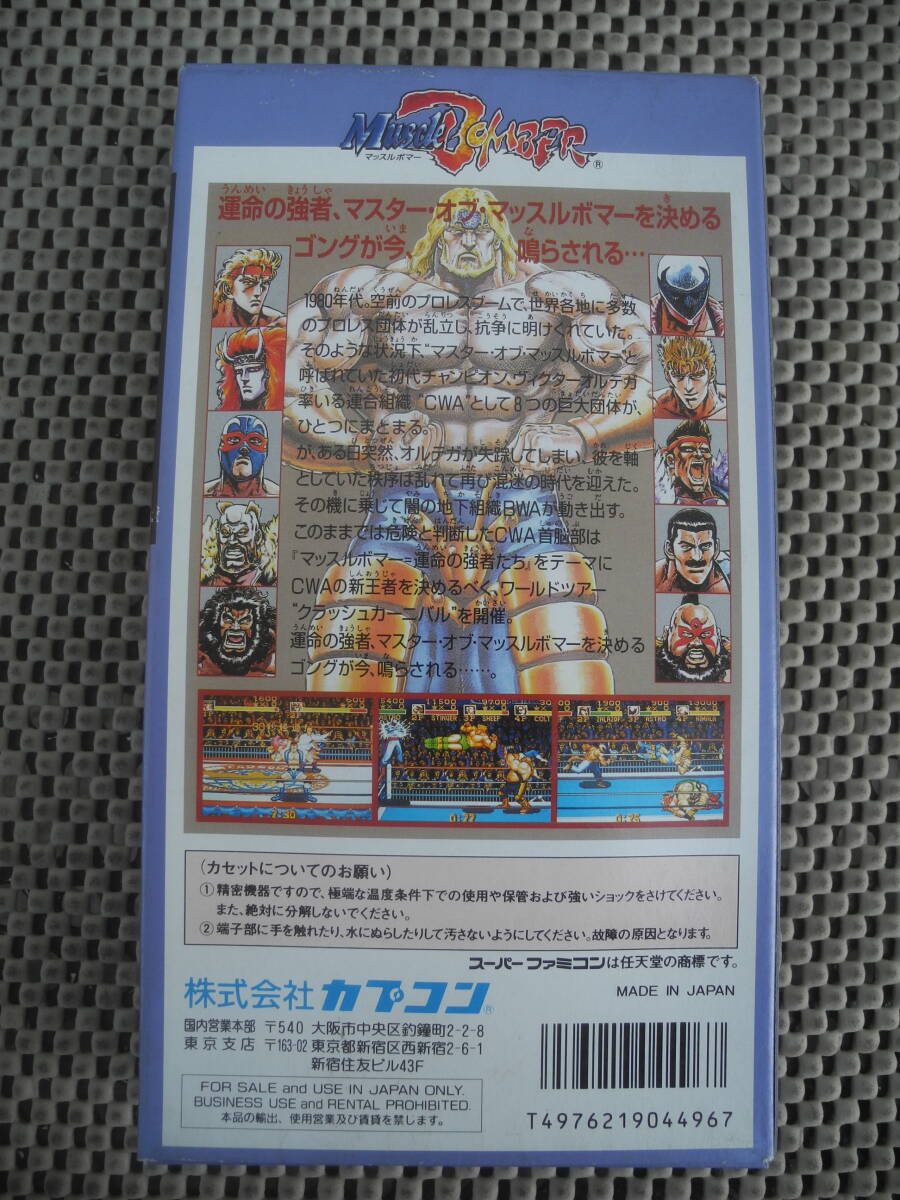 Muscle BOMBER®
マッスルボマー
運命の強者、マスター・オブ・マッスルボマーを決める
ゴングが今、鳴らされる…
1980年代。空前のプロレスブームで、世界各地に多数
のプロレス団体が乱立し、抗争に明けくれていた。
そのような状況下“マスター・オブ・マッスルボマー”と
呼ばれていた初代チャンピオン、ヴィクターオルテガ
率いる連合組織“CWA”として8つの巨大団体が、
ひとつにまとまる。
が、ある日突然、オルテガが失踪してしまい、彼を軸
としていた秩序は乱れて再び混迷の時代を迎えた。
その機に乗じて闇の地下組織BWAが動き出す。
このままでは危険と判断したCWA首脳部は
『マッスルボマー=運命の強者たち』をテーマに
CWAの新王者を決めるべく、ワールドツアー
“クラッシュカーニバル”を開催。
運命の強者、マスター・オブ・マッスルボマーを決める
ゴングが今、鳴らされる……。
(カセットについてのお願い)
①精密機器ですので、極端な温度条件下での使用や保管および強いショックをさけてください。
また、絶対に分解しないでください。
②端子部に手を触れたり、水にぬらしたりして汚さないようにしてください。故障の原因となります。
スーパーファミコンは任天堂の商標です。
株式会社カプコン®
MADE IN JAPAN
国内営業本部 〒540 大阪市中央区釣鐘町2-2-8
東京支店 〒163-02 東京都新宿区西新宿2-6-1
新宿住友ビル43F
FOR SALE and USE IN JAPAN ONLY.
BUSINESS USE and RENTAL PROHIBITED.
本品の輸出、使用営業及び賃貸を禁じます。
T4976219044967